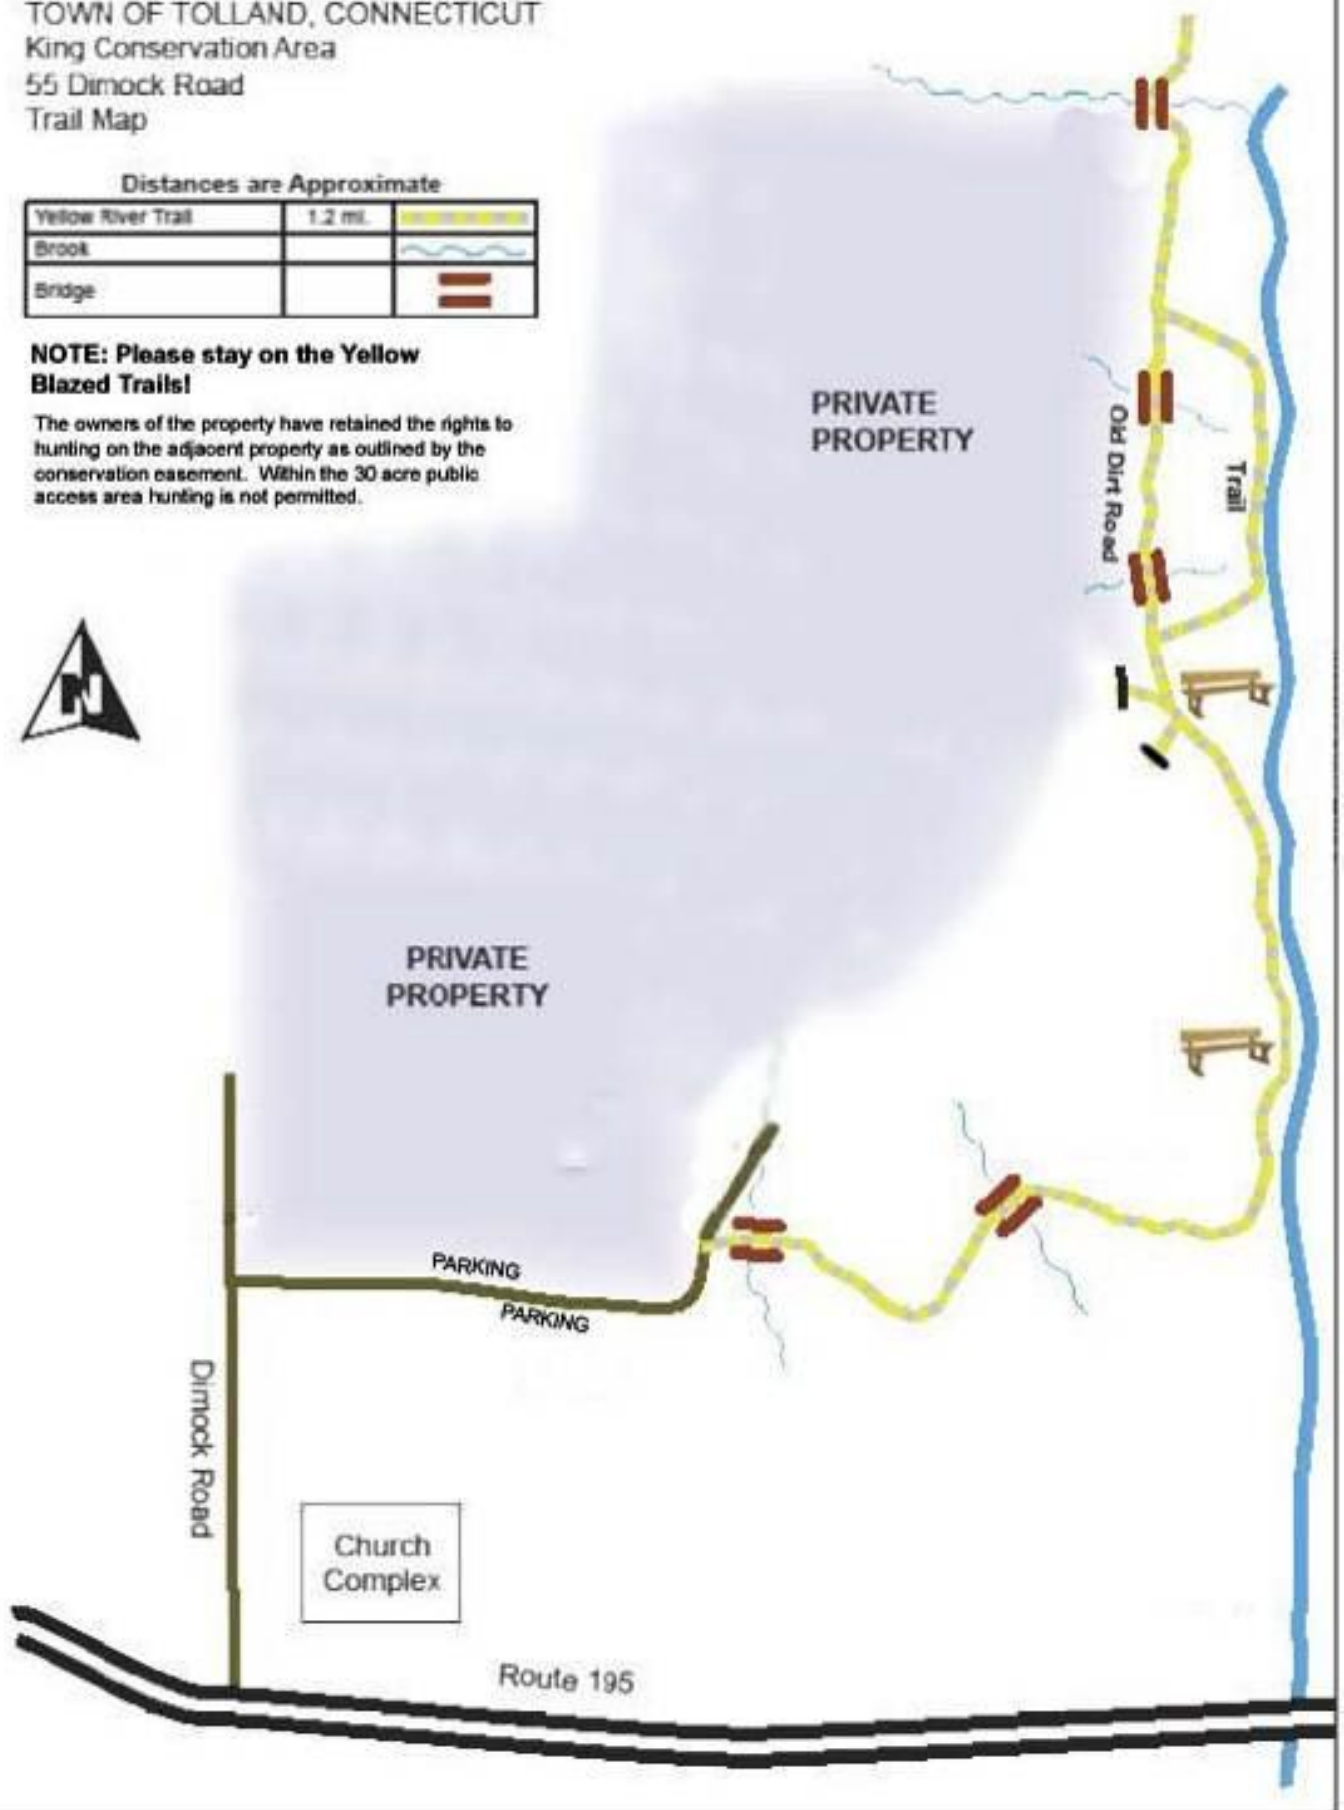 TOWN OF TOLLAND, CONNECTICUT
King Conservation Area
55 Dimock Road
Trail Map
Distances are Approximate
Yellow River Trail 1.2 mi.
Brook
Bridge
NOTE: Please stay on the Yellow
Blazed Trails!
The owners of the property have retained the rights to
hunting on the adjacent property as outlined by the
conservation easement. Within the 30 acre public
access area hunting is not permitted.
PRIVATE
PROPERTY
Old Dirt Road
Trail
N
PRIVATE
PROPERTY
PARKING
PARKING
Dimock Road
Church
Complex
Route 195